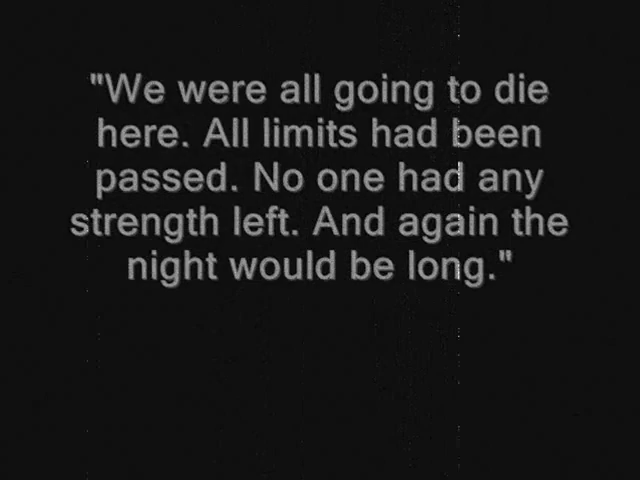 "We were all going to die
here. All limits had been
passed. No one had any
strength left. And again the
night would be long."